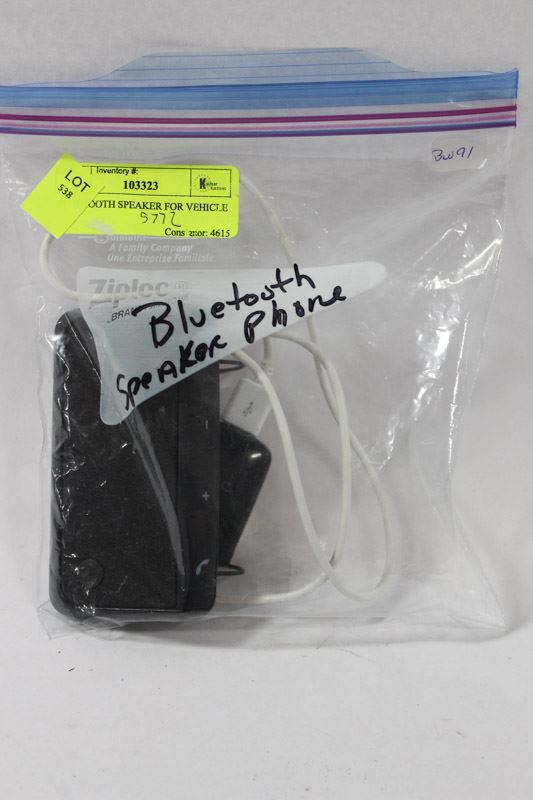 BW91
LOT
538
Inventory #:
103323
OOTH SPEAKER FOR VEHICLE
5772
4615
A Family Company
Une Entreprise Familiale
Ziploc
BRA
Bluetooth
SpeaKer Phone
+